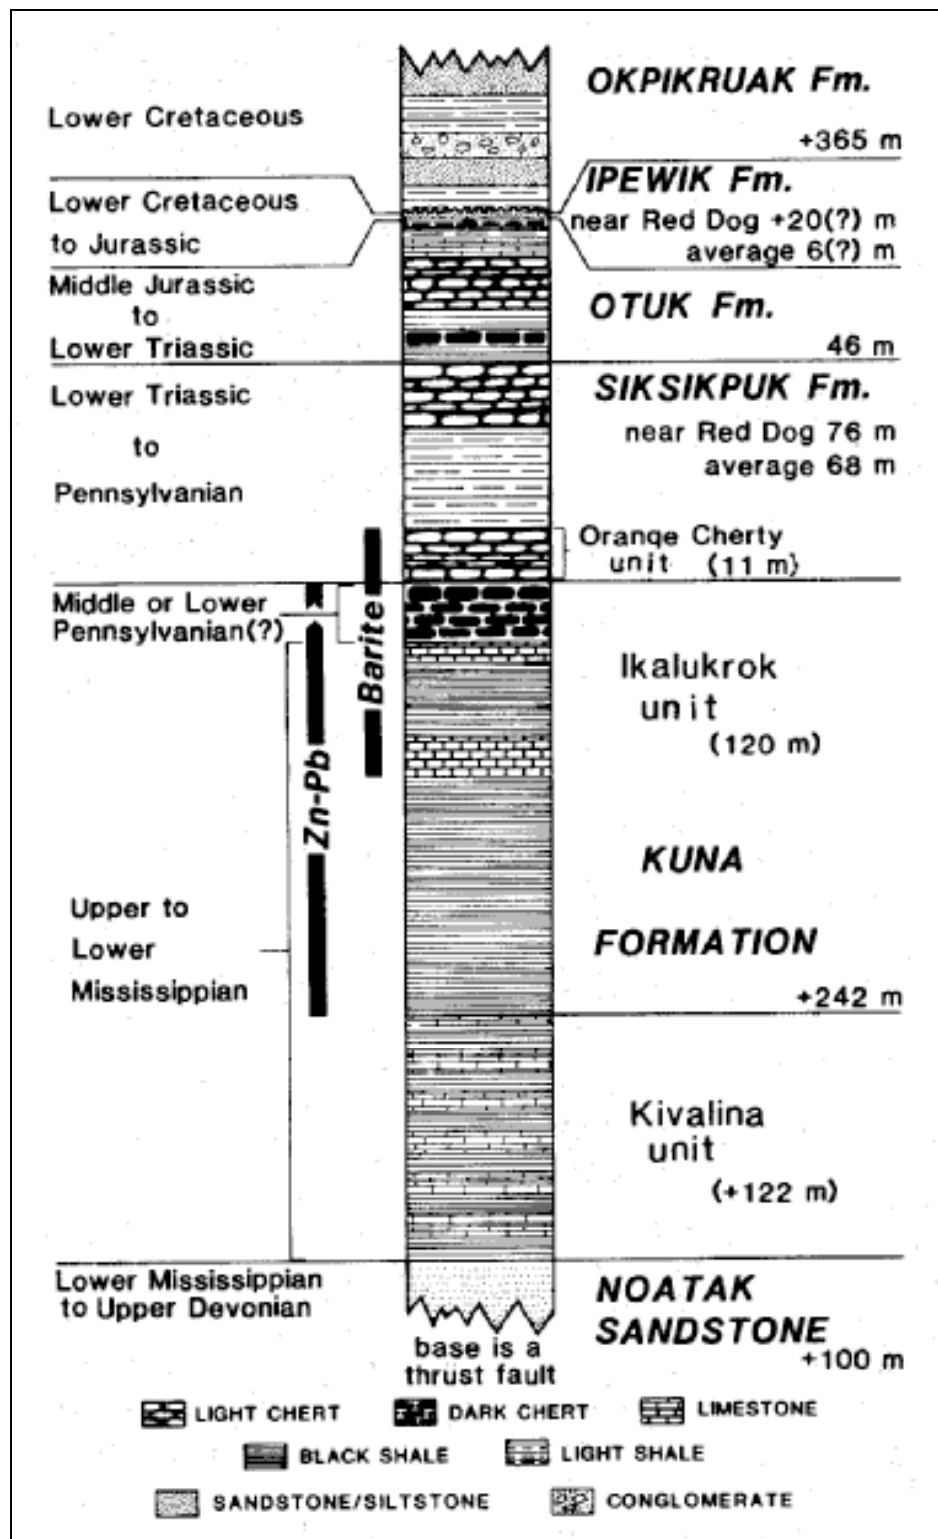 Lower Cretaceous
OKPIKRUAK Fm.
+365 m
Lower Cretaceous
to Jurassic
IPEWIK Fm.
near Red Dog +20(?) m
average 6(?) m
Middle Jurassic
to
Lower Triassic
OTUK Fm.
46 m
Lower Triassic
to
Pennsylvanian
SIKSIKPUK Fm.
near Red Dog 76 m
average 68 m
Orange Cherty
unit (11 m)
Middle or Lower
Pennsylvanian(?)
Barite
Zn-Pb
Ikalukrok
unit
(120 m)
KUNA
FORMATION
+242 m
Upper to
Lower
Mississippian
Kivalina
unit
(+122 m)
Lower Mississippian
to Upper Devonian
NOATAK
SANDSTONE
+100 m
base is a
thrust fault
LIGHT CHERT
DARK CHERT
LIMESTONE
BLACK SHALE
LIGHT SHALE
SANDSTONE/SILTSTONE
CONGLOMERATE